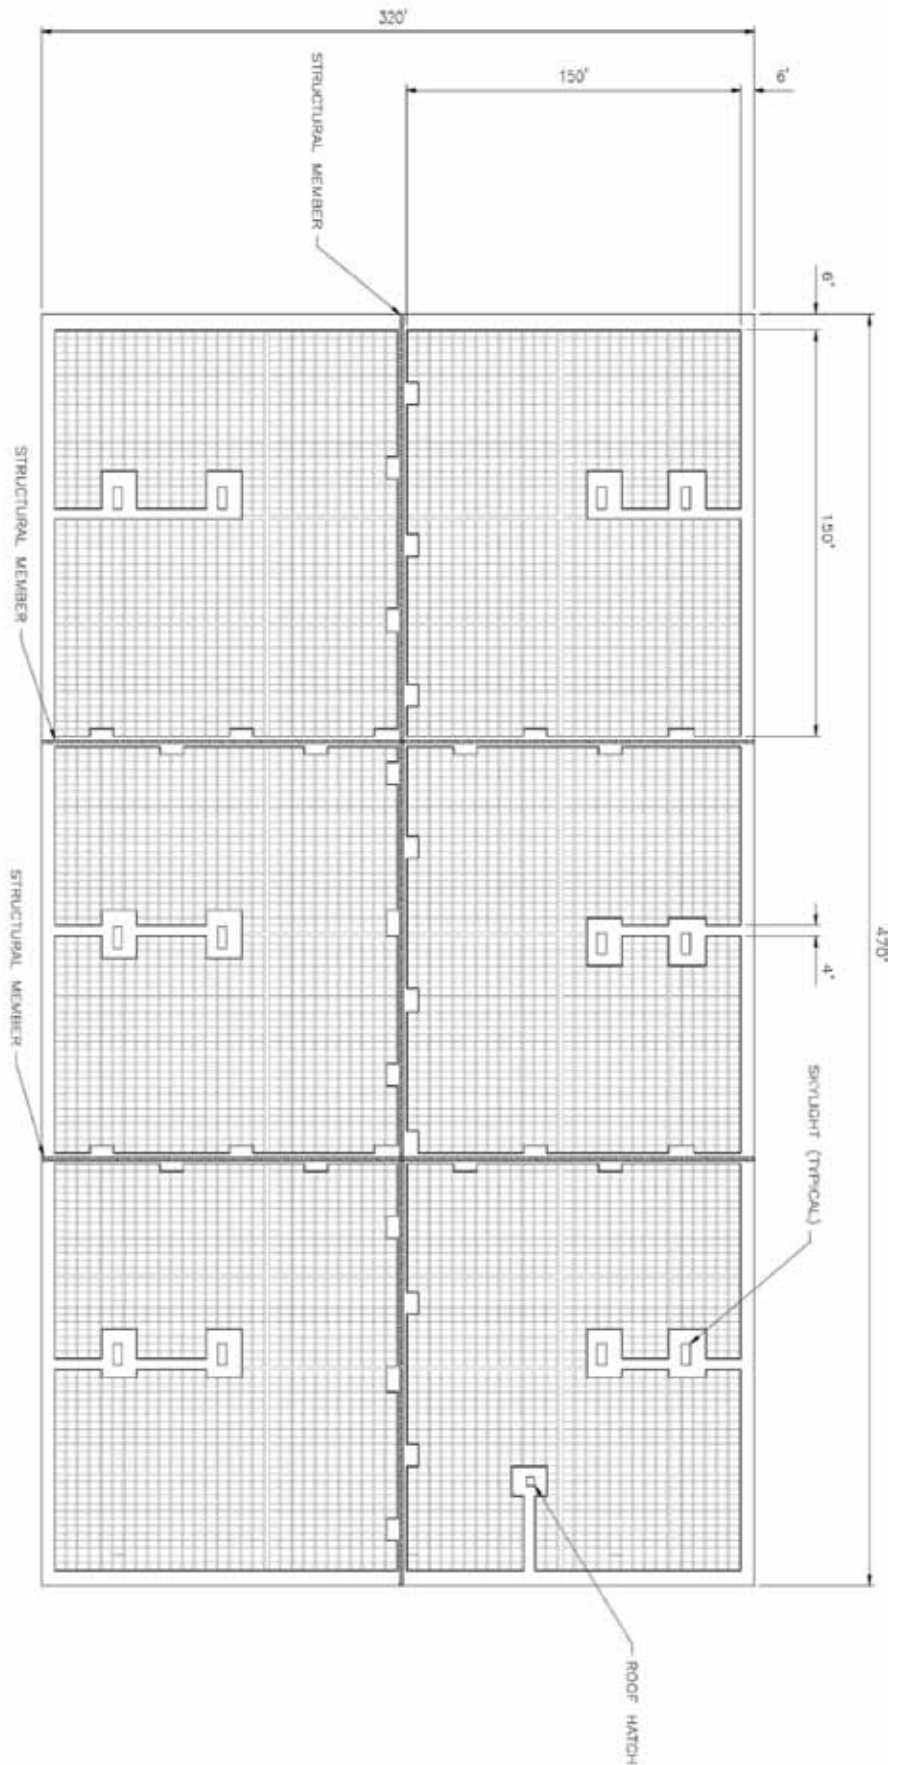 320'
150'
6'
STRUCTURAL MEMBER
6'
150'
STRUCTURAL MEMBER
470'
4'
STRUCTURAL MEMBER
SKYLIGHT (TYPICAL)
ROOF HATCH